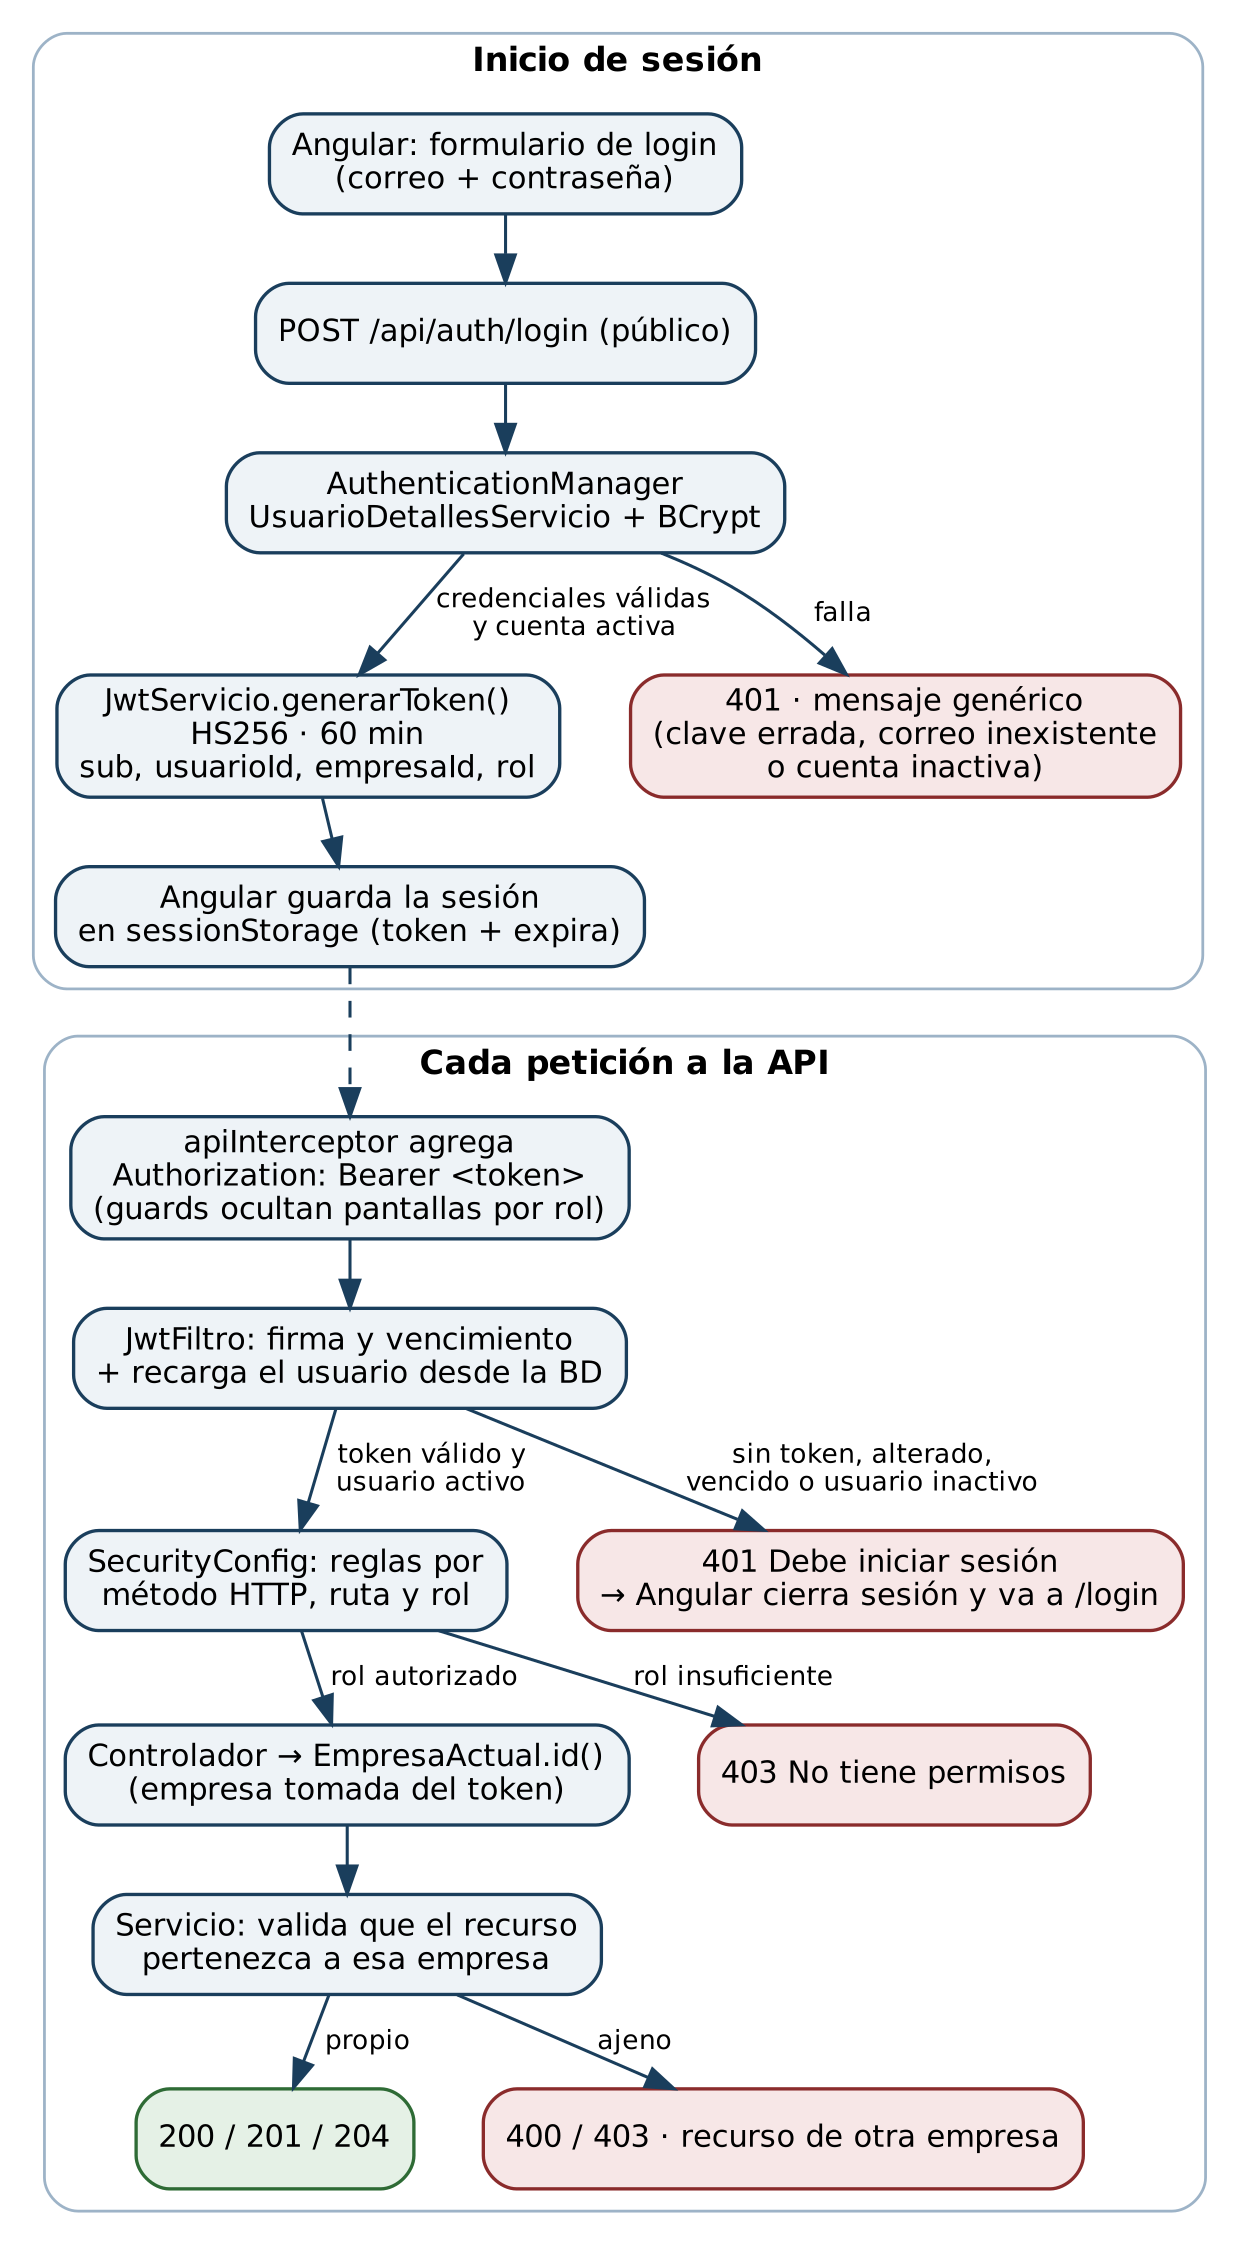 Inicio de sesión
Angular: formulario de login
(correo + contraseña)
POST /api/auth/login (público)
AuthenticationManager
UsuarioDetallesServicio + BCrypt
credenciales válidas
y cuenta activa
falla
JwtServicio.generarToken()
HS256 · 60 min
sub, usuarioId, empresaId, rol
401 · mensaje genérico
(clave errada, correo inexistente
o cuenta inactiva)
Angular guarda la sesión
en sessionStorage (token + expira)
Cada petición a la API
apiInterceptor agrega
Authorization: Bearer <token>
(guards ocultan pantallas por rol)
JwtFiltro: firma y vencimiento
+ recarga el usuario desde la BD
token válido y
usuario activo
sin token, alterado,
vencido o usuario inactivo
SecurityConfig: reglas por
método HTTP, ruta y rol
401 Debe iniciar sesión
→ Angular cierra sesión y va a /login
rol autorizado
rol insuficiente
Controlador → EmpresaActual.id()
(empresa tomada del token)
403 No tiene permisos
Servicio: valida que el recurso
pertenezca a esa empresa
propio
ajeno
200 / 201 / 204
400 / 403 · recurso de otra empresa